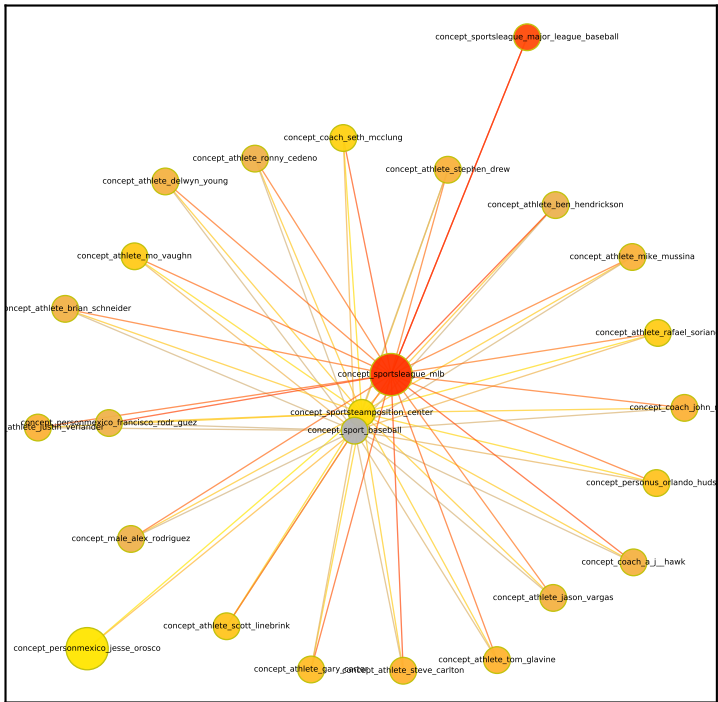 concept_sportsleague_major_league_baseball
concept_coach_seth_mcclung
concept_athlete_ronny_cedeno
concept_athlete_stephen_drew
concept_athlete_delwyn_young
concept_athlete_ben_hendrickson
concept_athlete_mo_vaughn
concept_athlete_mike_mussina
concept_athlete_brian_schneider
concept_athlete_rafael_sorian
concept_sportsleague_mlb
concept_coach_john_
concept_sportsteamposition_center
concept_personmexico_francisco_rodr_guez
athlete_justin_verlander
concept_sport_baseball
concept_personus_orlando_huds
concept_male_alex_rodriguez
concept_coach_a_j__hawk
concept_athlete_jason_vargas
concept_athlete_scott_linebrink
concept_personmexico_jesse_orosco
concept_athlete_tom_glavine
concept_athlete_gary_carter
concept_athlete_steve_carlton